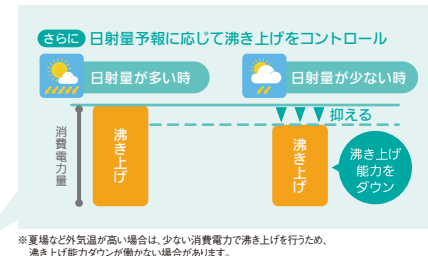 さらに 日射量予報に応じて沸き上げをコントロール
日射量が多い時
日射量が少ない時
消費電力量
沸き上げ
抑える
沸き上げ
沸き上げ
能力を
ダウン
※夏場など外気温が高い場合は、少ない消費電力で沸き上げを行うため、
沸き上げ能力ダウンが働かない場合があります。